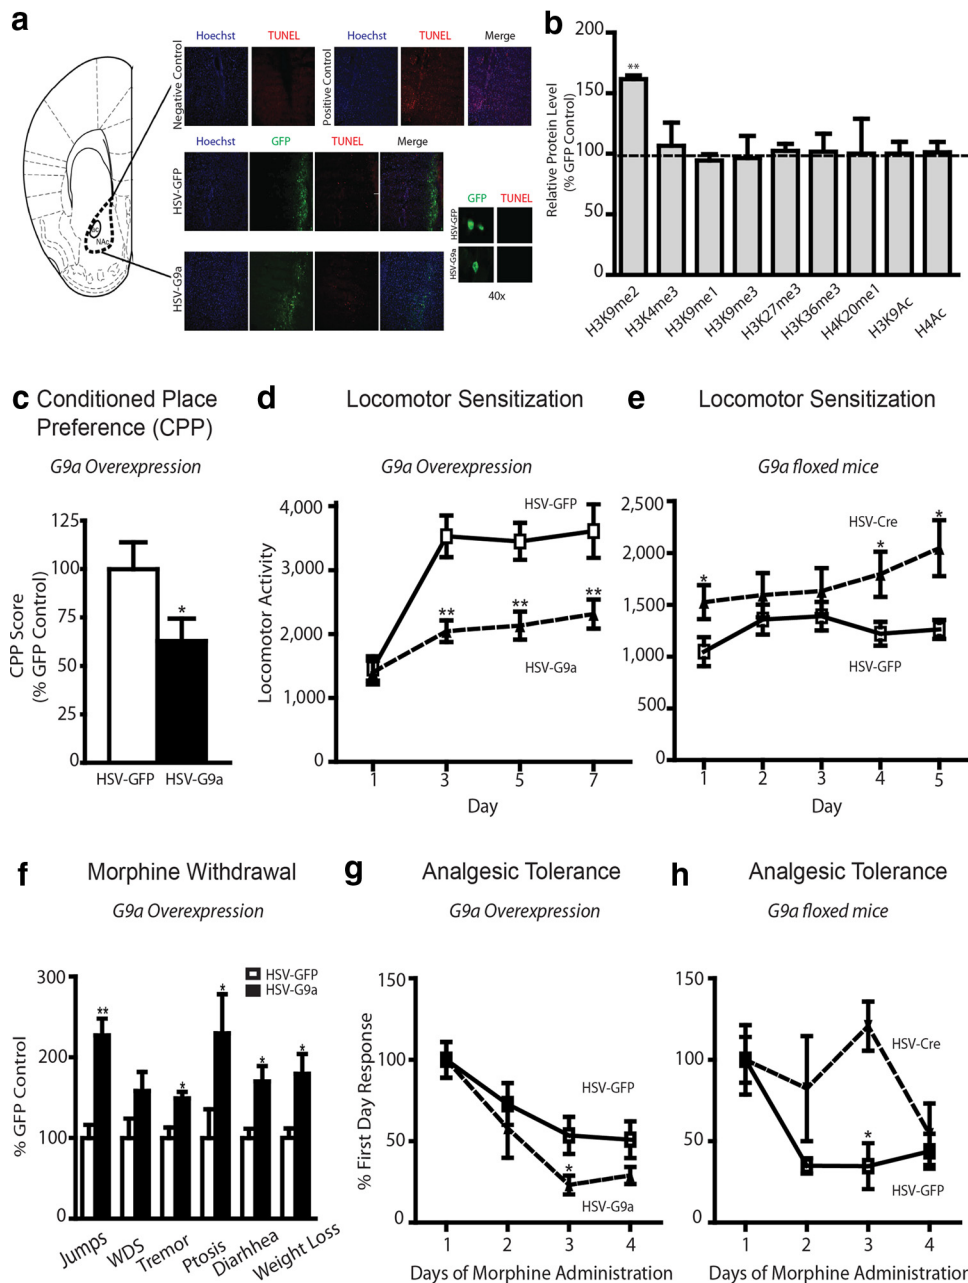 a
Hoechst
TUNEL
Negative Control
Hoechst
TUNEL
Merge
Positive Control
Hoechst
GFP
TUNEL
Merge
HSV-GFP
HSV-G9a
NAc
GFP
TUNEL
HSV-GFP
HSV-G9a
40x
b
Relative Protein Level
(% GFP Control)
200
150
100
50
0
**
H3K9me2
H3K4me3
H3K9me1
H3K9me3
H3K27me3
H3K36me3
H4K20me1
H3K9Ac
H4Ac
c
Conditioned Place
Preference (CPP)
G9a Overexpression
CPP Score
(% GFP Control)
125
100
75
50
25
0
*
HSV-GFP
HSV-G9a
d
Locomotor Sensitization
G9a Overexpression
Locomotor Activity
4,000
3,000
2,000
1,000
0
HSV-GFP
** ** **
HSV-G9a
1 3 5 7
Day
e
Locomotor Sensitization
G9a floxed mice
2,500
2,000
1,500
1,000
500
0
HSV-Cre
* * *
HSV-GFP
1 2 3 4 5
Day
f
Morphine Withdrawal
G9a Overexpression
% GFP Control
300
200
100
0
HSV-GFP
HSV-G9a
** * * * *
Jumps
WDS
Tremor
Ptosis
Diarhhea
Weight Loss
g
Analgesic Tolerance
G9a Overexpression
% First Day Response
150
100
50
0
HSV-GFP
*
HSV-G9a
1 2 3 4
Days of Morphine Administration
h
Analgesic Tolerance
G9a floxed mice
150
100
50
0
HSV-Cre
*
HSV-GFP
1 2 3 4
Days of Morphine Administration